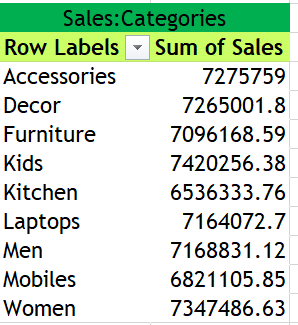 Sales:Categories
Row Labels Sum of Sales
Accessories 7275759
Decor 7265001.8
Furniture 7096168.59
Kids 7420256.38
Kitchen 6536333.76
Laptops 7164072.7
Men 7168831.12
Mobiles 6821105.85
Women 7347486.63